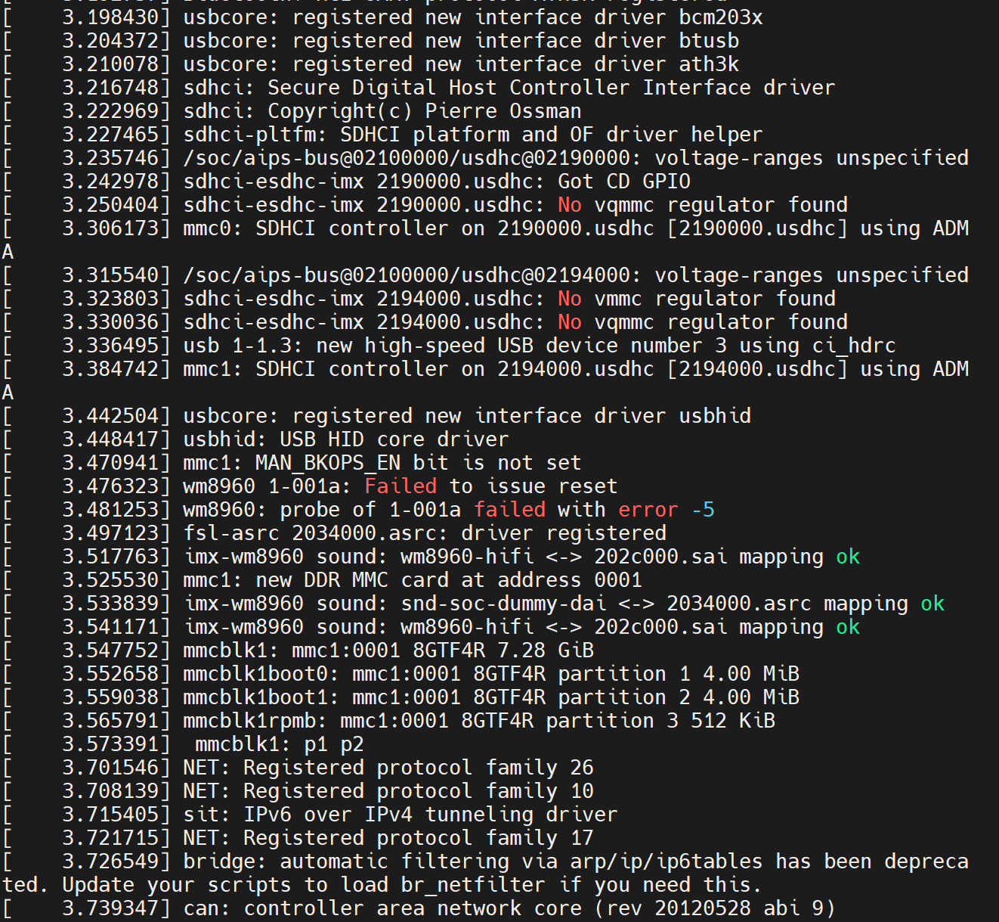 [    3.198430] usbcore: registered new interface driver bcm203x
[    3.204372] usbcore: registered new interface driver btusb
[    3.210078] usbcore: registered new interface driver ath3k
[    3.216748] sdhci: Secure Digital Host Controller Interface driver
[    3.222969] sdhci: Copyright(c) Pierre Ossman
[    3.227465] sdhci-pltfm: SDHCI platform and OF driver helper
[    3.235746] /soc/aips-bus@02100000/usdhc@02190000: voltage-ranges unspecified
[    3.242978] sdhci-esdhc-imx 2190000.usdhc: Got CD GPIO
[    3.250404] sdhci-esdhc-imx 2190000.usdhc: No vqmmc regulator found
[    3.306173] mmc0: SDHCI controller on 2190000.usdhc [2190000.usdhc] using ADM
A
[    3.315540] /soc/aips-bus@02100000/usdhc@02194000: voltage-ranges unspecified
[    3.323803] sdhci-esdhc-imx 2194000.usdhc: No vmmc regulator found
[    3.330036] sdhci-esdhc-imx 2194000.usdhc: No vqmmc regulator found
[    3.336495] usb 1-1.3: new high-speed USB device number 3 using ci_hdrc
[    3.384742] mmc1: SDHCI controller on 2194000.usdhc [2194000.usdhc] using ADM
A
[    3.442504] usbcore: registered new interface driver usbhid
[    3.448417] usbhid: USB HID core driver
[    3.470941] mmc1: MAN_BKOPS_EN bit is not set
[    3.476323] wm8960 1-001a: Failed to issue reset
[    3.481253] wm8960: probe of 1-001a failed with error -5
[    3.497123] fsl-asrc 2034000.asrc: driver registered
[    3.517763] imx-wm8960 sound: wm8960-hifi <-> 202c000.sai mapping ok
[    3.525530] mmc1: new DDR MMC card at address 0001
[    3.533839] imx-wm8960 sound: snd-soc-dummy-dai <-> 2034000.asrc mapping ok
[    3.541171] imx-wm8960 sound: wm8960-hifi <-> 202c000.sai mapping ok
[    3.547752] mmcblk1: mmc1:0001 8GTF4R 7.28 GiB
[    3.552658] mmcblk1boot0: mmc1:0001 8GTF4R partition 1 4.00 MiB
[    3.559038] mmcblk1boot1: mmc1:0001 8GTF4R partition 2 4.00 MiB
[    3.565791] mmcblk1rpmb: mmc1:0001 8GTF4R partition 3 512 KiB
[    3.573391]  mmcblk1: p1 p2
[    3.701546] NET: Registered protocol family 26
[    3.708139] NET: Registered protocol family 10
[    3.715405] sit: IPv6 over IPv4 tunneling driver
[    3.721715] NET: Registered protocol family 17
[    3.726549] bridge: automatic filtering via arp/ip/ip6tables has been depreca
ted. Update your scripts to load br_netfilter if you need this.
[    3.739347] can: controller area network core (rev 20120528 abi 9)